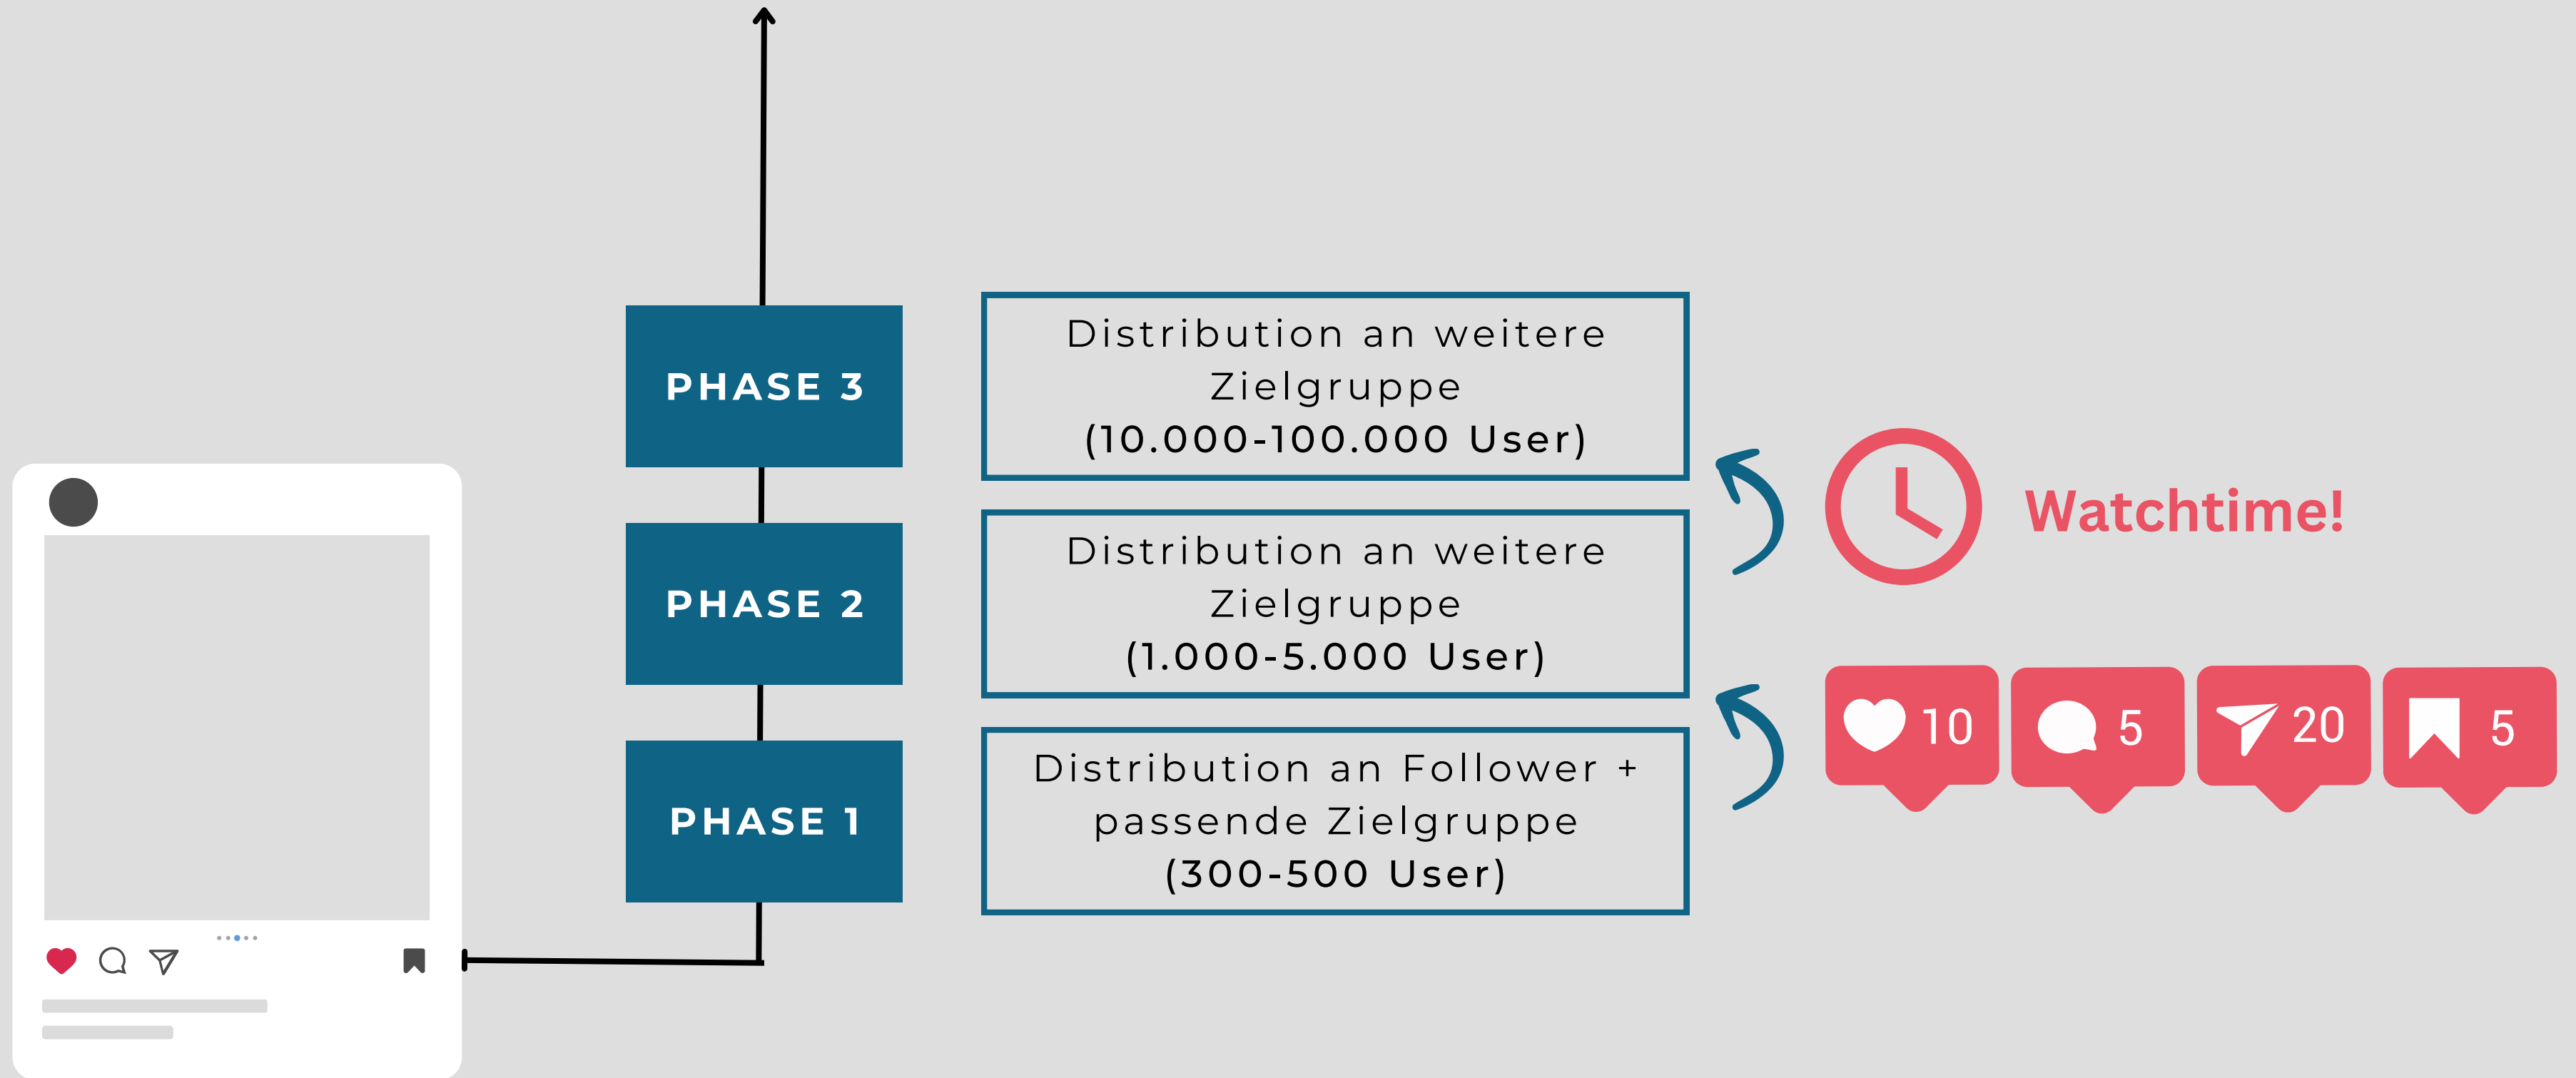 PHASE 3
Distribution an weitere
Zielgruppe
(10.000-100.000 User)
Watchtime!
PHASE 2
Distribution an weitere
Zielgruppe
(1.000-5.000 User)
10
5
20
5
PHASE 1
Distribution an Follower +
passende Zielgruppe
(300-500 User)